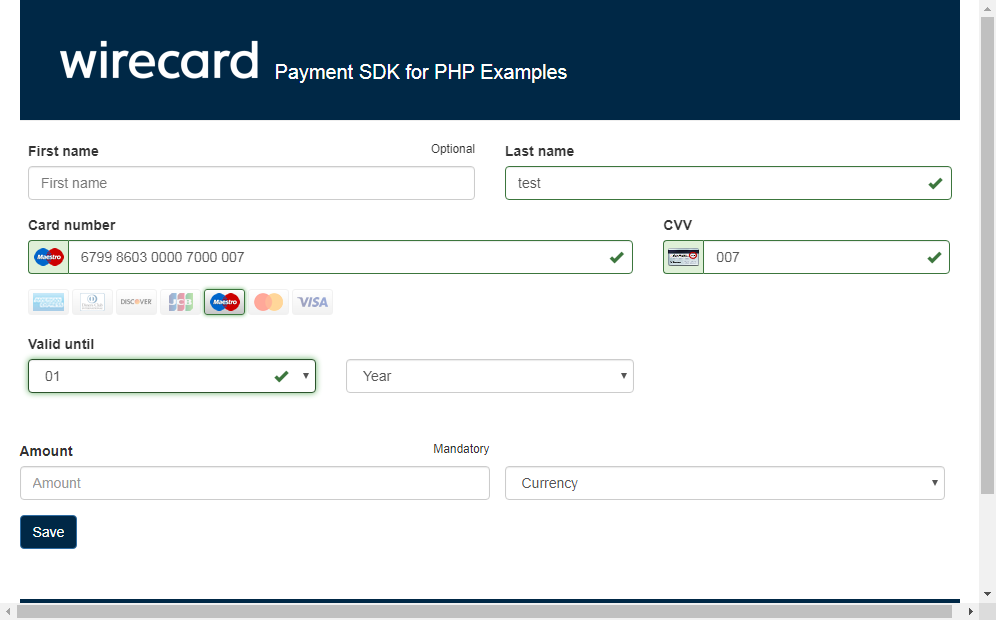 wirecard Payment SDK for PHP Examples
First name Optional Last name
First name test
Card number CVV
Maestro 6799 8603 0000 7000 007 007
DISCOVER JCB Maestro VISA
Valid until
01 Year
Amount Mandatory
Amount Currency
Save